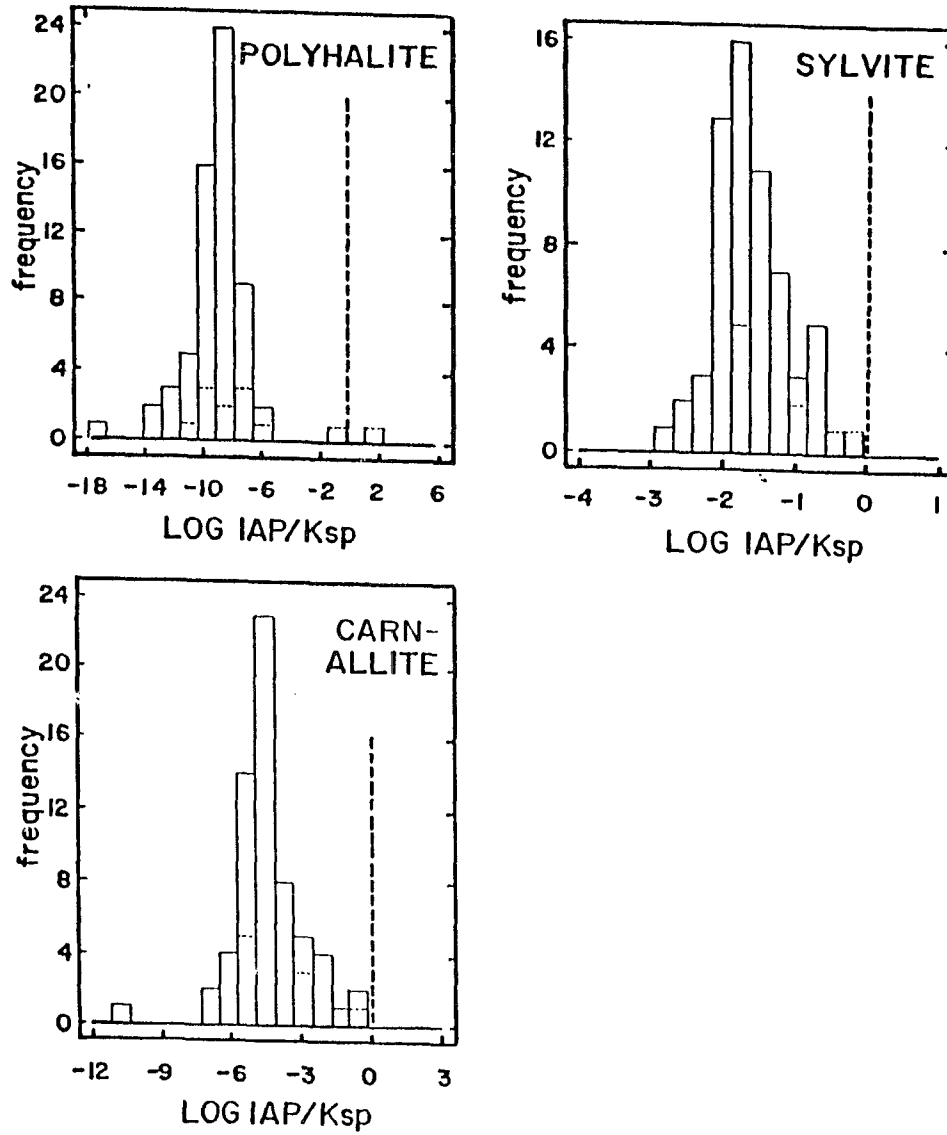 POLYHALITE
frequency
24
20
16
12
8
4
0
-18 -14 -10 -6 -2 2 6
LOG IAP/Ksp
SYLVITE
frequency
16
12
8
4
0
-4 -3 -2 -1 0 1
LOG IAP/Ksp
CARN-
ALLITE
frequency
24
20
16
12
8
4
0
-12 -9 -6 -3 0 3
LOG IAP/Ksp